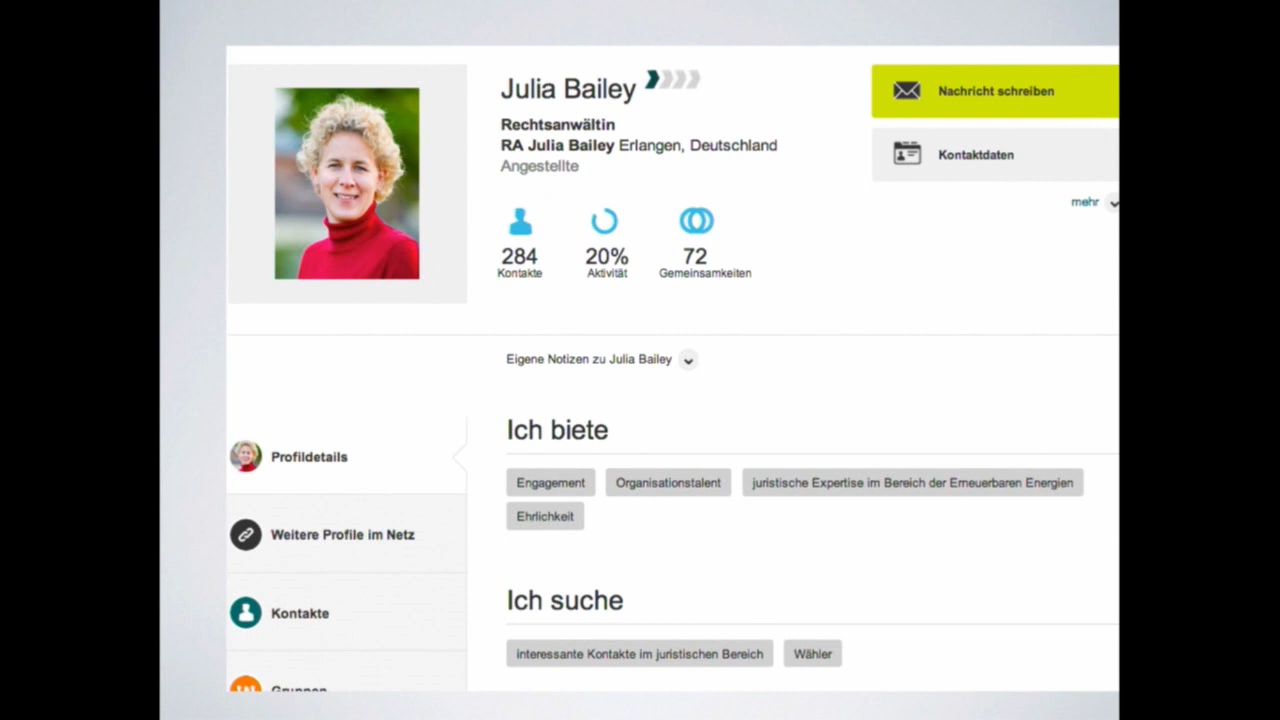 Julia Bailey
Rechtsanwältin
RA Julia Bailey Erlangen, Deutschland
Angestellte
284
Kontakte
20%
Aktivität
72
Gemeinsamkeiten
Nachricht schreiben
Kontaktdaten
mehr
Eigene Notizen zu Julia Bailey
Profildetails
Weitere Profile im Netz
Kontakte
Gruppen
Ich biete
Engagement Organisationstalent juristische Expertise im Bereich der Erneuerbaren Energien
Ehrlichkeit
Ich suche
interessante Kontakte im juristischen Bereich Wähler